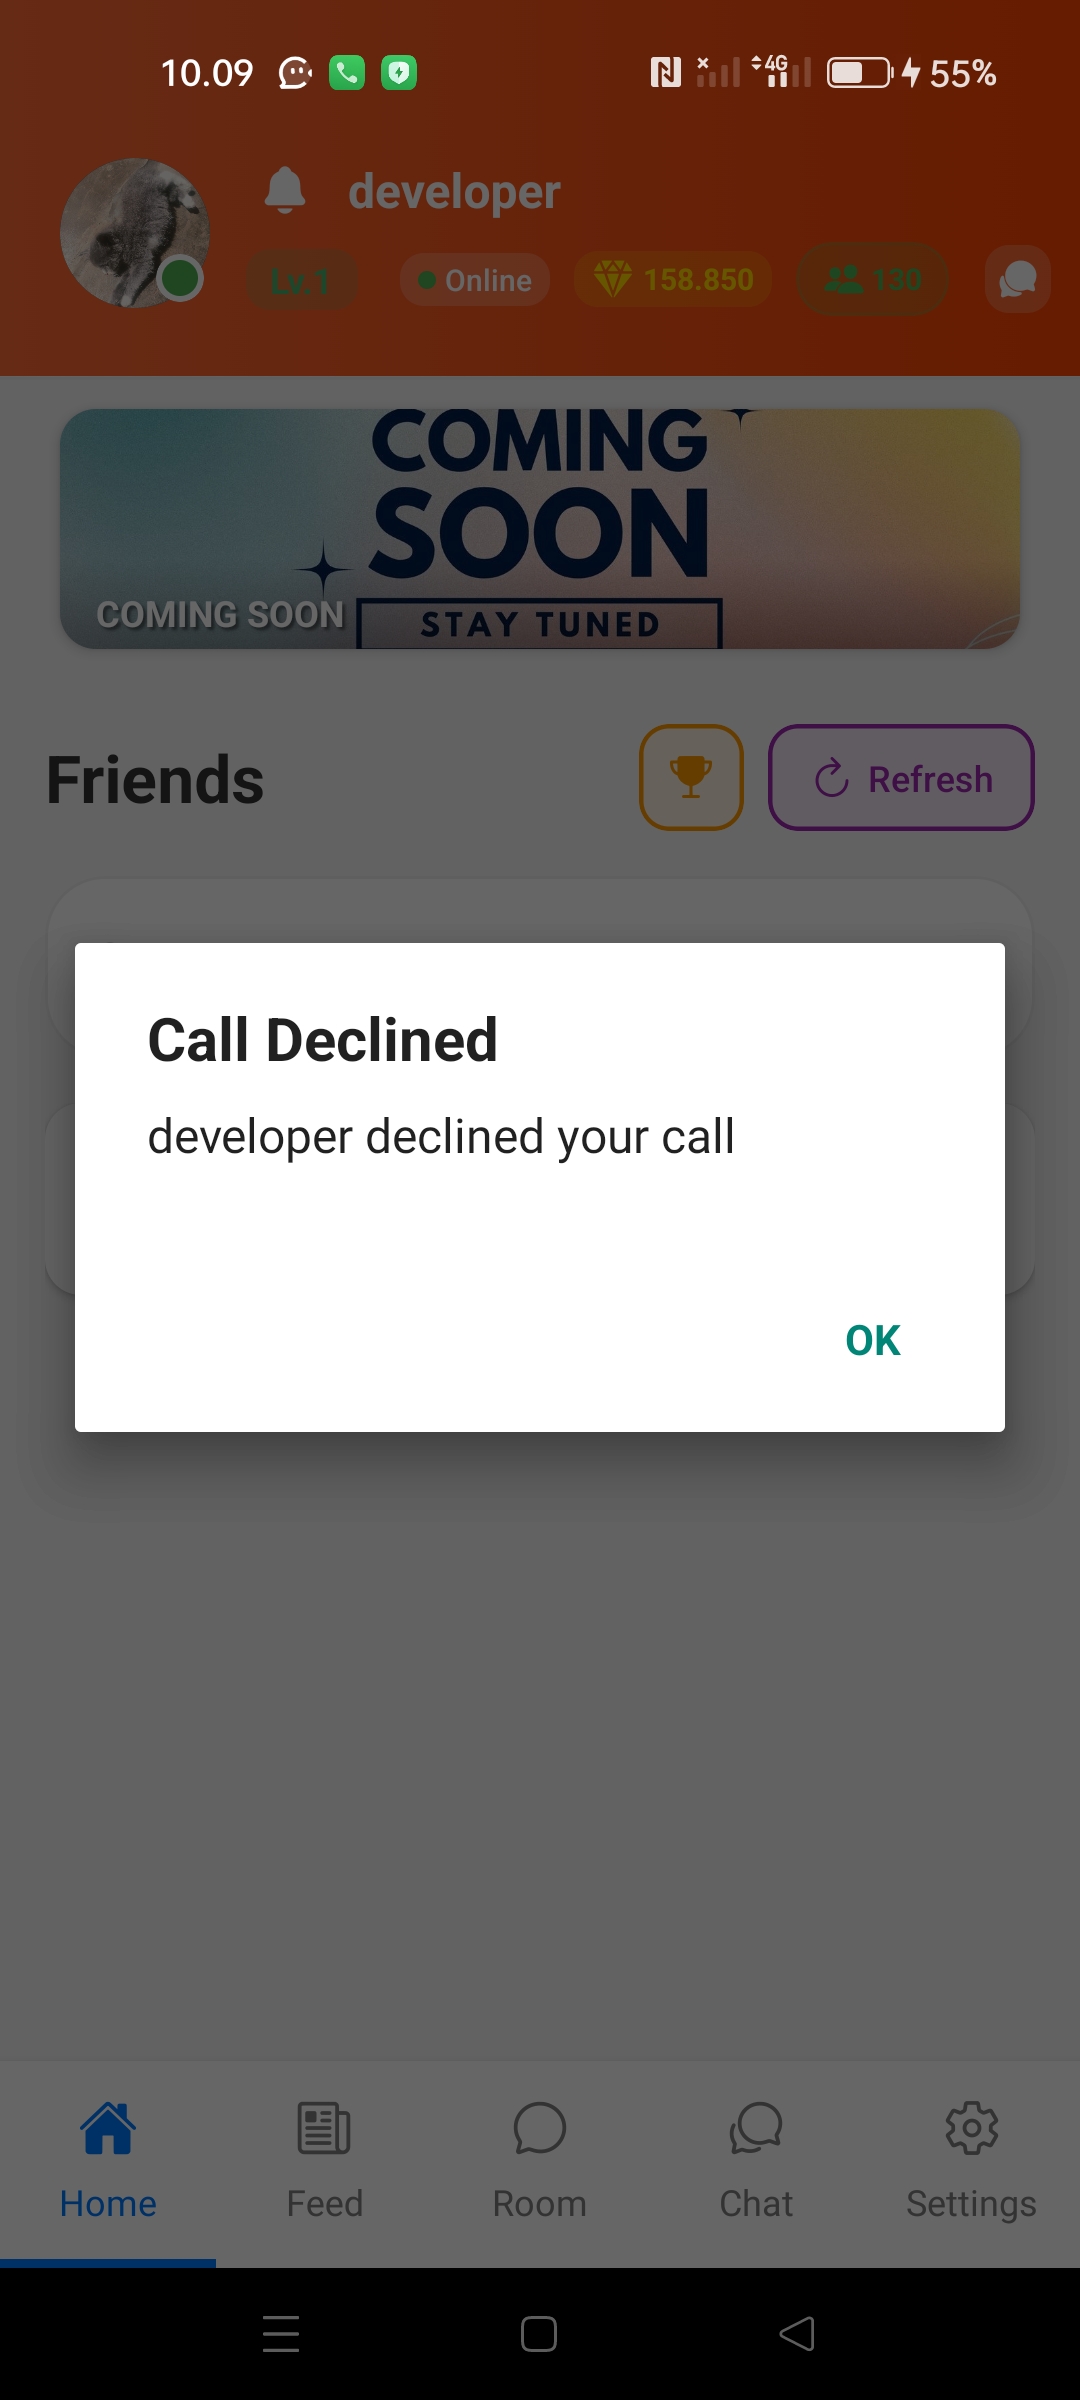 10.09
4G
55%
developer
Lv.1
Online
158.850
130
COMING
SOON
STAY TUNED
COMING SOON
Friends
Refresh
Call Declined
developer declined your call
OK
Home
Feed
Room
Chat
Settings